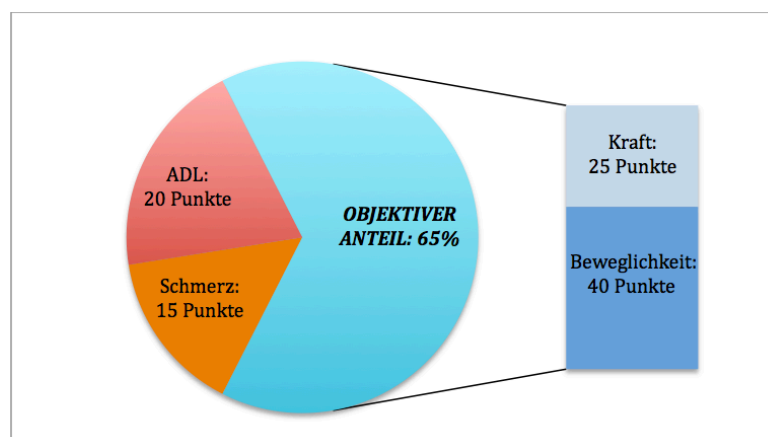 ADL:
20 Punkte
Schmerz:
15 Punkte
OBJEKTIVER
ANTEIL: 65%
Kraft:
25 Punkte
Beweglichkeit:
40 Punkte